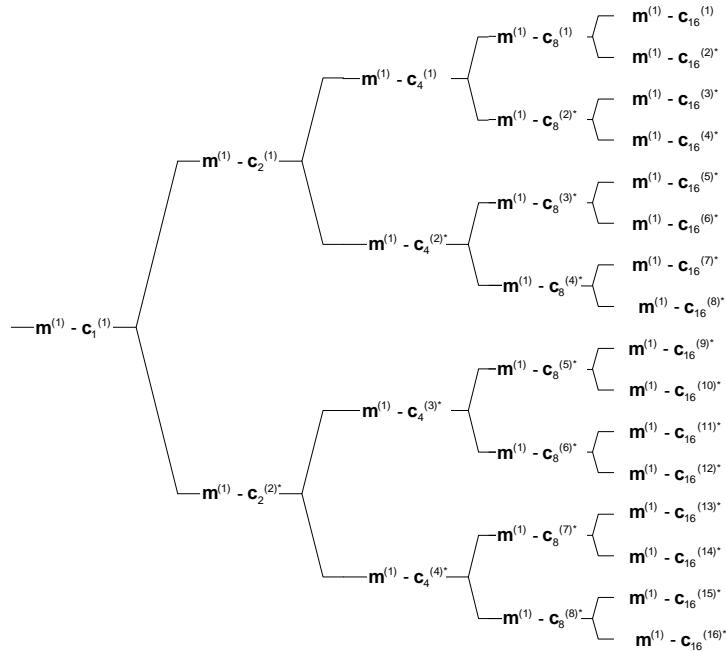 m(1) - c16(1)
m(1) - c8(1)
m(1) - c16(2)*
m(1) - c4(1)
m(1) - c16(3)*
m(1) - c8(2)*
m(1) - c16(4)*
m(1) - c2(1)
m(1) - c16(5)*
m(1) - c8(3)*
m(1) - c16(6)*
m(1) - c4(2)*
m(1) - c16(7)*
m(1) - c8(4)*
m(1) - c16(8)*
m(1) - c1(1)
m(1) - c16(9)*
m(1) - c8(5)*
m(1) - c16(10)*
m(1) - c4(3)*
m(1) - c16(11)*
m(1) - c8(6)*
m(1) - c16(12)*
m(1) - c2(2)*
m(1) - c16(13)*
m(1) - c8(7)*
m(1) - c16(14)*
m(1) - c4(4)*
m(1) - c16(15)*
m(1) - c8(8)*
m(1) - c16(16)*